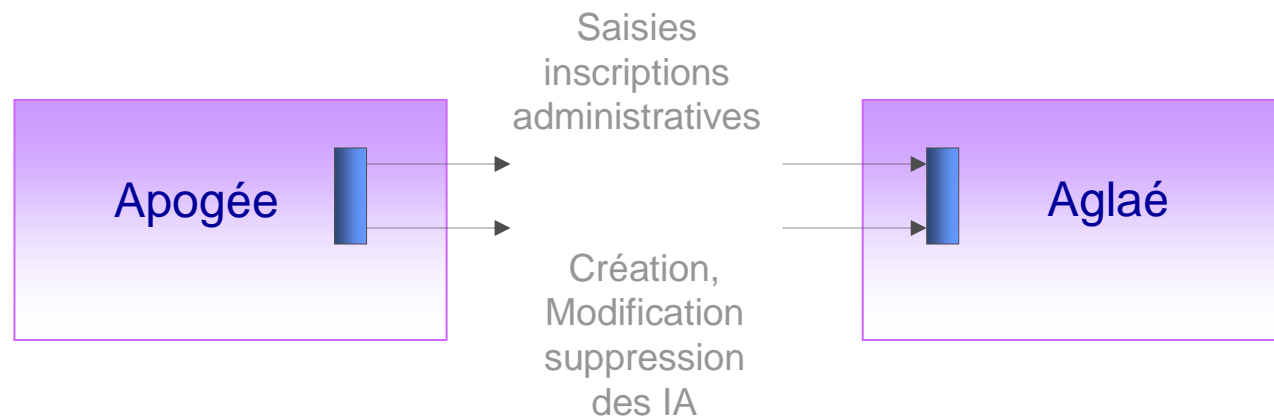 Saisies
inscriptions
administratives
Apogée
Aglaé
Création,
Modification
suppression
des IA